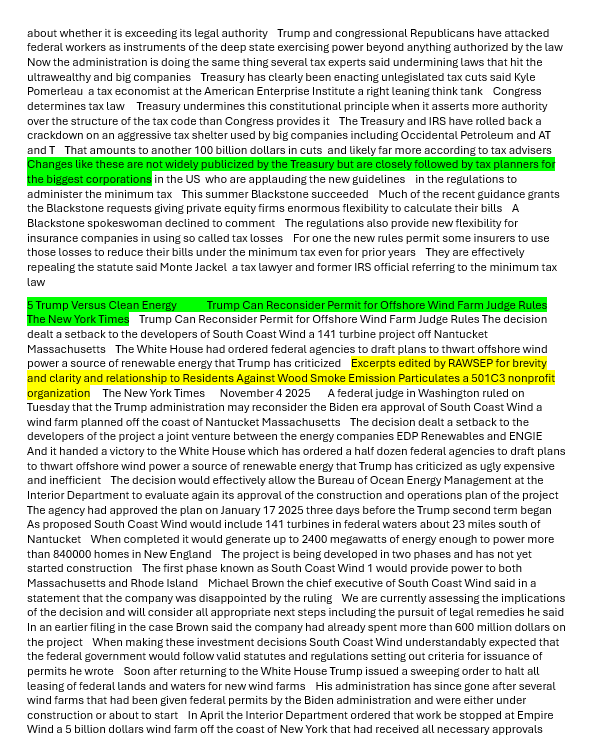 about whether it is exceeding its legal authority Trump and congressional Republicans have attacked
federal workers as instruments of the deep state exercising power beyond anything authorized by the law
Now the administration is doing the same thing several tax experts said undermining laws that hit the
ultrawealthy and big companies Treasury has clearly been enacting unlegislated tax cuts said Kyle
Pomerleau a tax economist at the American Enterprise Institute a right leaning think tank Congress
determines tax law Treasury undermines this constitutional principle when it asserts more authority
over the structure of the tax code than Congress provides it The Treasury and IRS have rolled back a
crackdown on an aggressive tax shelter used by big companies including Occidental Petroleum and AT
and T That amounts to another 100 billion dollars in cuts and likely far more according to tax advisers
Changes like these are not widely publicized by the Treasury but are closely followed by tax planners for
the biggest corporations in the US who are applauding the new guidelines in the regulations to
administer the minimum tax This summer Blackstone succeeded Much of the recent guidance grants
the Blackstone requests giving private equity firms enormous flexibility to calculate their bills A
Blackstone spokeswoman declined to comment The regulations also provide new flexibility for
insurance companies in using so called tax losses For one the new rules permit some insurers to use
those losses to reduce their bills under the minimum tax even for prior years They are effectively
repealing the statute said Monte Jackel a tax lawyer and former IRS official referring to the minimum tax
law
5 Trump Versus Clean Energy Trump Can Reconsider Permit for Offshore Wind Farm Judge Rules
The New York Times Trump Can Reconsider Permit for Offshore Wind Farm Judge Rules The decision
dealt a setback to the developers of South Coast Wind a 141 turbine project off Nantucket
Massachusetts The White House had ordered federal agencies to draft plans to thwart offshore wind
power a source of renewable energy that Trump has criticized Excerpts edited by RAWSEP for brevity
and clarity and relationship to Residents Against Wood Smoke Emission Particulates a 501C3 nonprofit
organization The New York Times November 4 2025 A federal judge in Washington ruled on
Tuesday that the Trump administration may reconsider the Biden era approval of South Coast Wind a
wind farm planned off the coast of Nantucket Massachusetts The decision dealt a setback to the
developers of the project a joint venture between the energy companies EDP Renewables and ENGIE
And it handed a victory to the White House which has ordered a half dozen federal agencies to draft plans
to thwart offshore wind power a source of renewable energy that Trump has criticized as ugly expensive
and inefficient The decision would effectively allow the Bureau of Ocean Energy Management at the
Interior Department to evaluate again its approval of the construction and operations plan of the project
The agency had approved the plan on January 17 2025 three days before the Trump second term began
As proposed South Coast Wind would include 141 turbines in federal waters about 23 miles south of
Nantucket When completed it would generate up to 2400 megawatts of energy enough to power more
than 840000 homes in New England The project is being developed in two phases and has not yet
started construction The first phase known as South Coast Wind 1 would provide power to both
Massachusetts and Rhode Island Michael Brown the chief executive of South Coast Wind said in a
statement that the company was disappointed by the ruling We are currently assessing the implications
of the decision and will consider all appropriate next steps including the pursuit of legal remedies he said
In an earlier filing in the case Brown said the company had already spent more than 600 million dollars on
the project When making these investment decisions South Coast Wind understandably expected that
the federal government would follow valid statutes and regulations setting out criteria for issuance of
permits he wrote Soon after returning to the White House Trump issued a sweeping order to halt all
leasing of federal lands and waters for new wind farms His administration has since gone after several
wind farms that had been given federal permits by the Biden administration and were either under
construction or about to start In April the Interior Department ordered that work be stopped at Empire
Wind a 5 billion dollars wind farm off the coast of New York that had received all necessary approvals